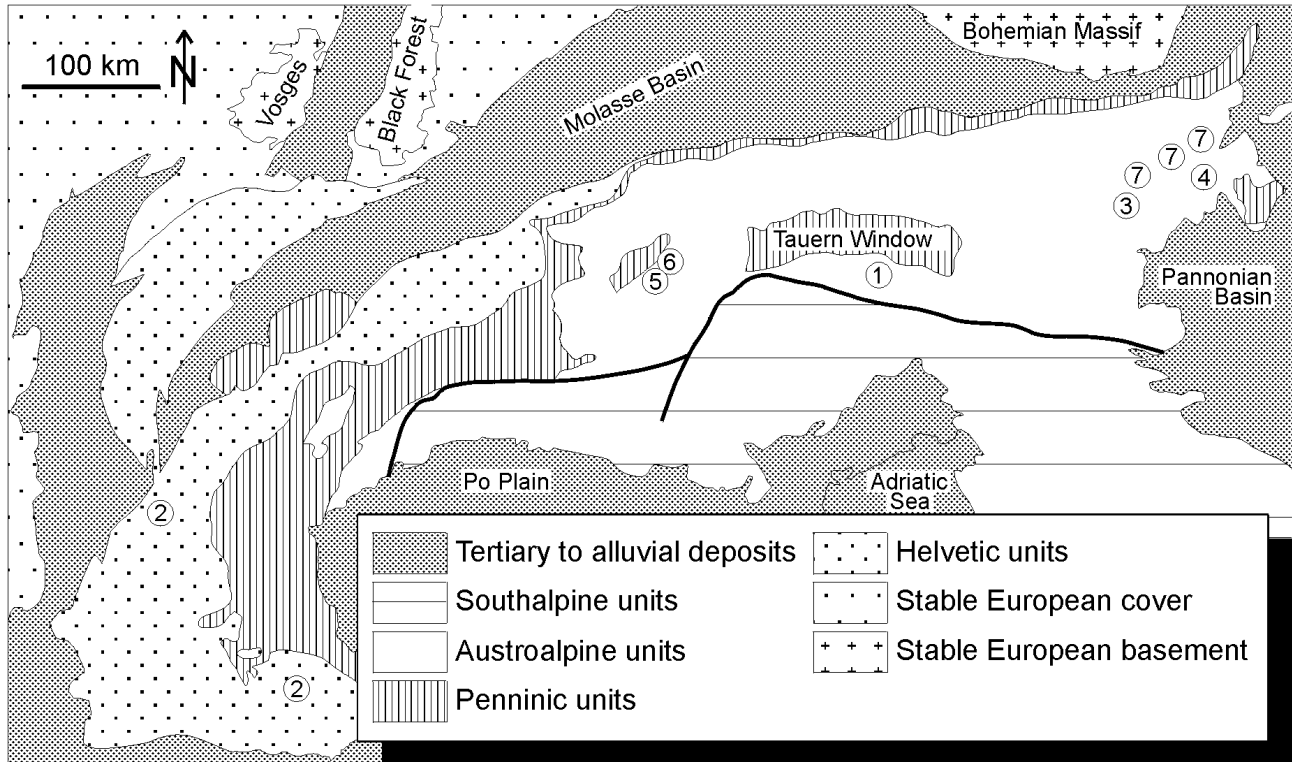 100 km
N
Vosges
Black Forest
Molasse Basin
Bohemian Massif
7
7
4
7
3
Tauern Window
6
5
1
Pannonian
Basin
2
Po Plain
Adriatic
Sea
2
Tertiary to alluvial deposits
Southalpine units
Austroalpine units
Penninic units
Helvetic units
Stable European cover
Stable European basement